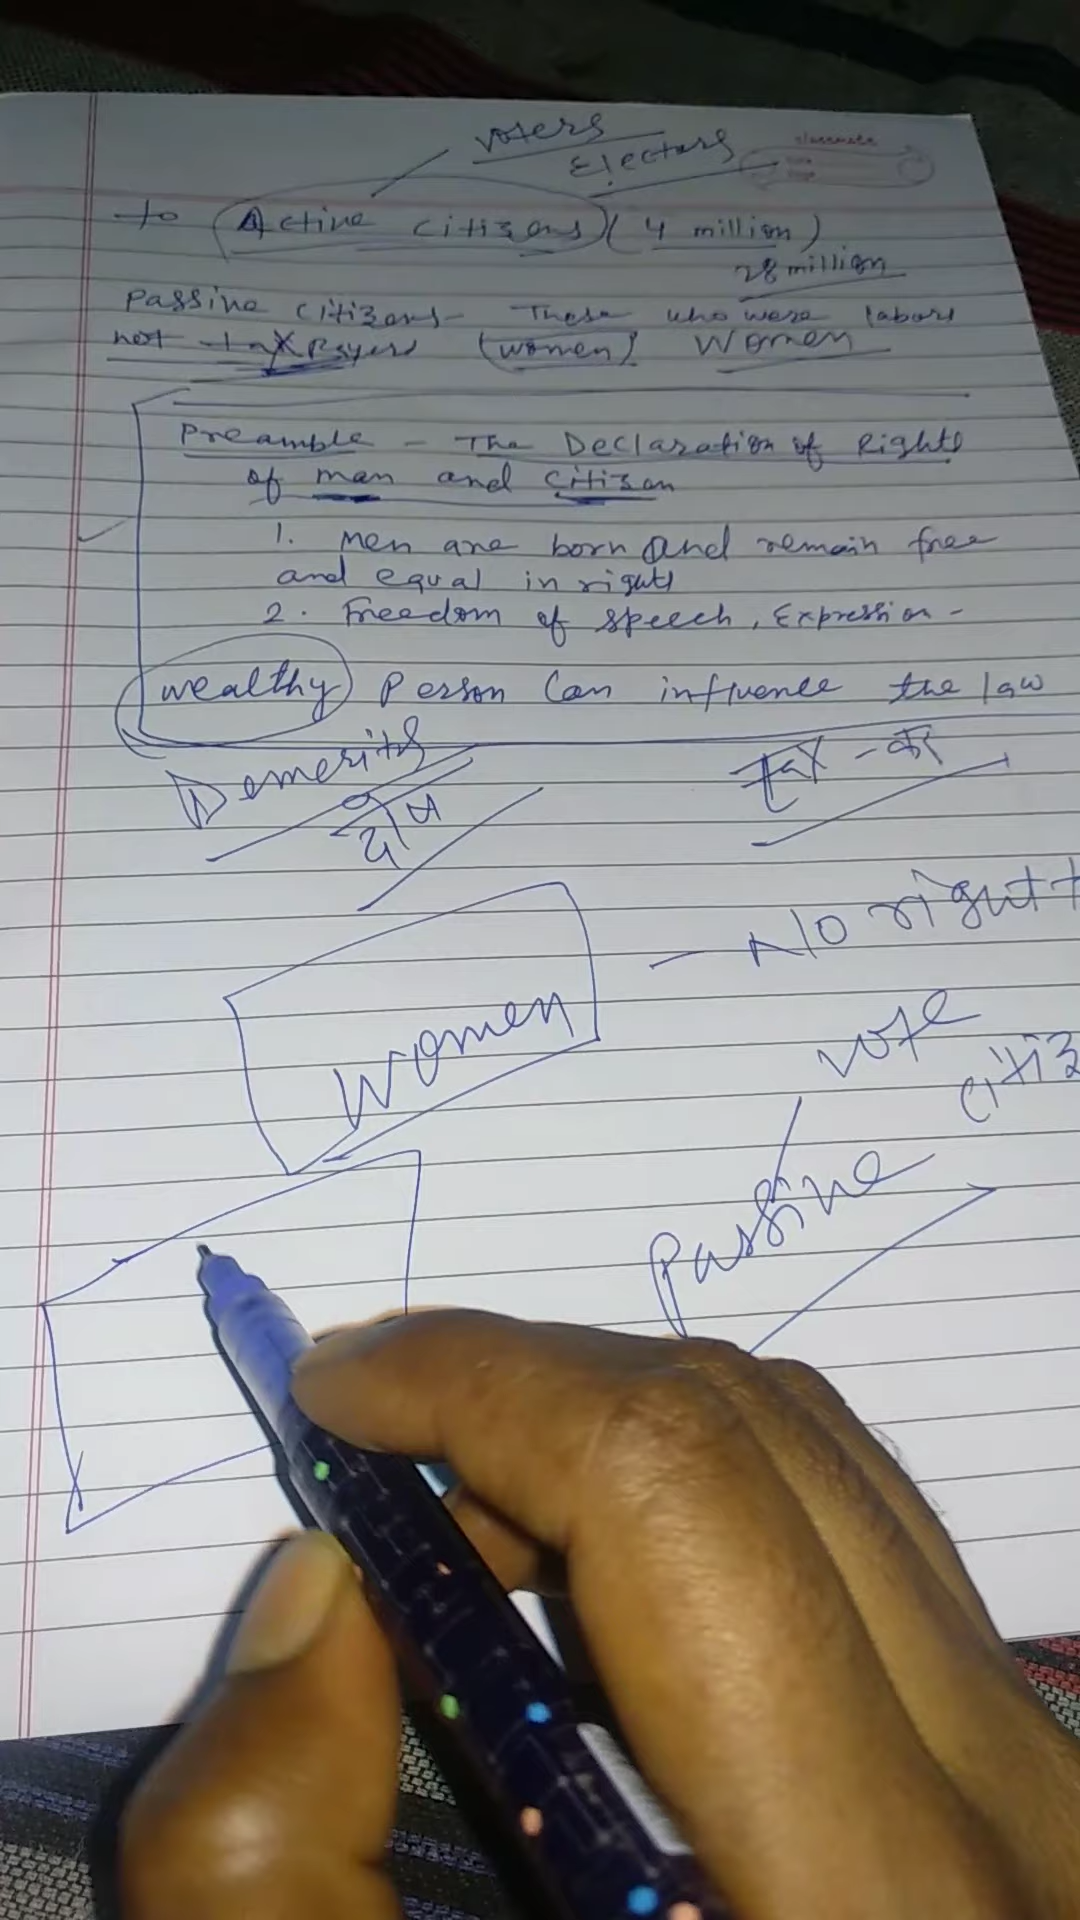 voters
Electors
classmate
to Active citizens (4 million)
28 million
Passive citizens - These who were labors
not taxpayers (women) women
Preamble - The Declaration of Rights
of man and citizen
1. Men are born and remain free
and equal in rights
2. Freedom of speech, Expression -
wealthy Person can influence the law
Demerits
Tax - कर
दोष
women - No right t
vote
Passive citiz